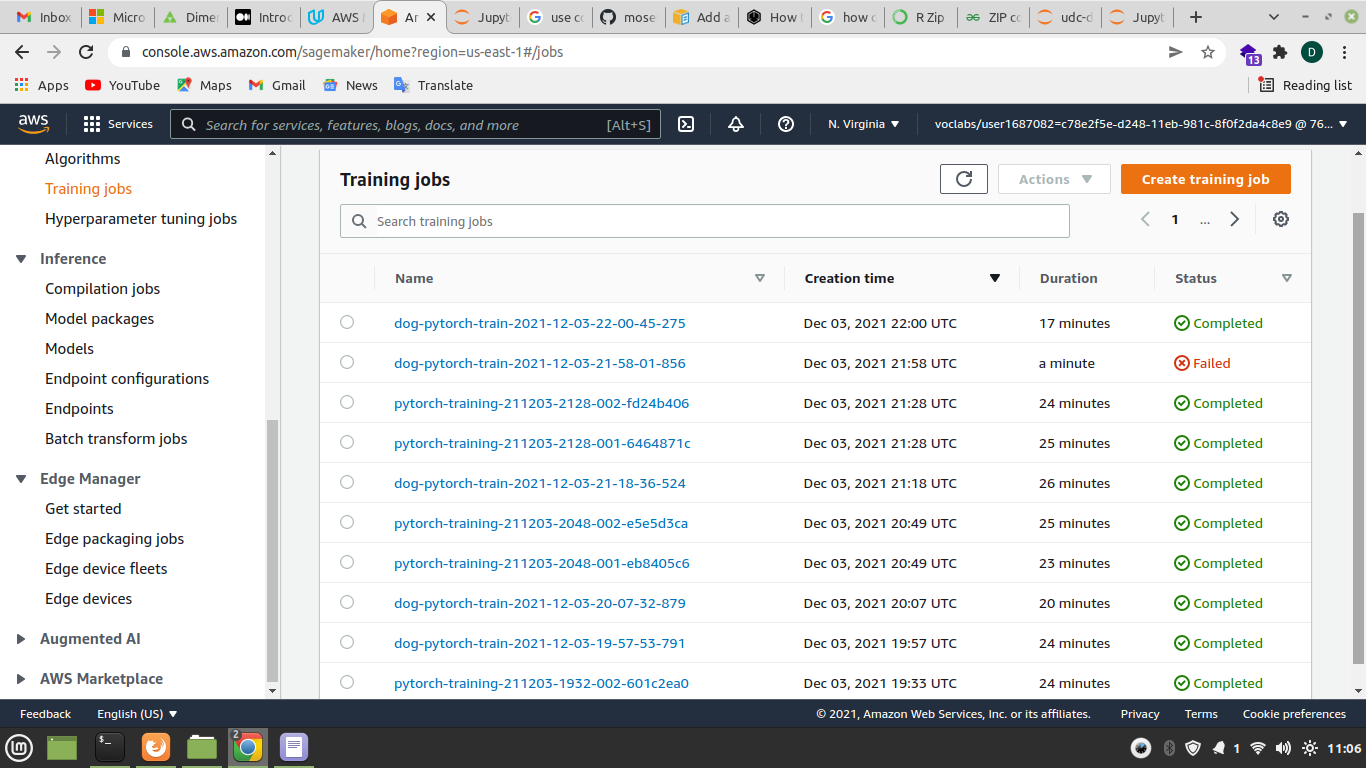 Inbox Micro Dimer Introc AWS M Am Jupyt use co mose Add a How t how c R Zip ZIP co udc-d Jupyt
console.aws.amazon.com/sagemaker/home?region=us-east-1#/jobs D 13
Apps YouTube Maps Gmail News Translate Reading list
aws Services Search for services, features, blogs, docs, and more [Alt+S] N. Virginia voclabs/user1687082=c78e2f5e-d248-11eb-981c-8f0f2da4c8e9 @ 76...
Algorithms
Training jobs
Hyperparameter tuning jobs
Inference
Compilation jobs
Model packages
Models
Endpoint configurations
Endpoints
Batch transform jobs
Edge Manager
Get started
Edge packaging jobs
Edge device fleets
Edge devices
Augmented AI
AWS Marketplace
Training jobs Actions Create training job
Search training jobs 1 ...
Name Creation time Duration Status
dog-pytorch-train-2021-12-03-22-00-45-275 Dec 03, 2021 22:00 UTC 17 minutes Completed
dog-pytorch-train-2021-12-03-21-58-01-856 Dec 03, 2021 21:58 UTC a minute Failed
pytorch-training-211203-2128-002-fd24b406 Dec 03, 2021 21:28 UTC 24 minutes Completed
pytorch-training-211203-2128-001-6464871c Dec 03, 2021 21:28 UTC 25 minutes Completed
dog-pytorch-train-2021-12-03-21-18-36-524 Dec 03, 2021 21:18 UTC 26 minutes Completed
pytorch-training-211203-2048-002-e5e5d3ca Dec 03, 2021 20:49 UTC 25 minutes Completed
pytorch-training-211203-2048-001-eb8405c6 Dec 03, 2021 20:49 UTC 23 minutes Completed
dog-pytorch-train-2021-12-03-20-07-32-879 Dec 03, 2021 20:07 UTC 20 minutes Completed
dog-pytorch-train-2021-12-03-19-57-53-791 Dec 03, 2021 19:57 UTC 24 minutes Completed
pytorch-training-211203-1932-002-601c2ea0 Dec 03, 2021 19:33 UTC 24 minutes Completed
Feedback English (US) © 2021, Amazon Web Services, Inc. or its affiliates. Privacy Terms Cookie preferences
2 1 11:06